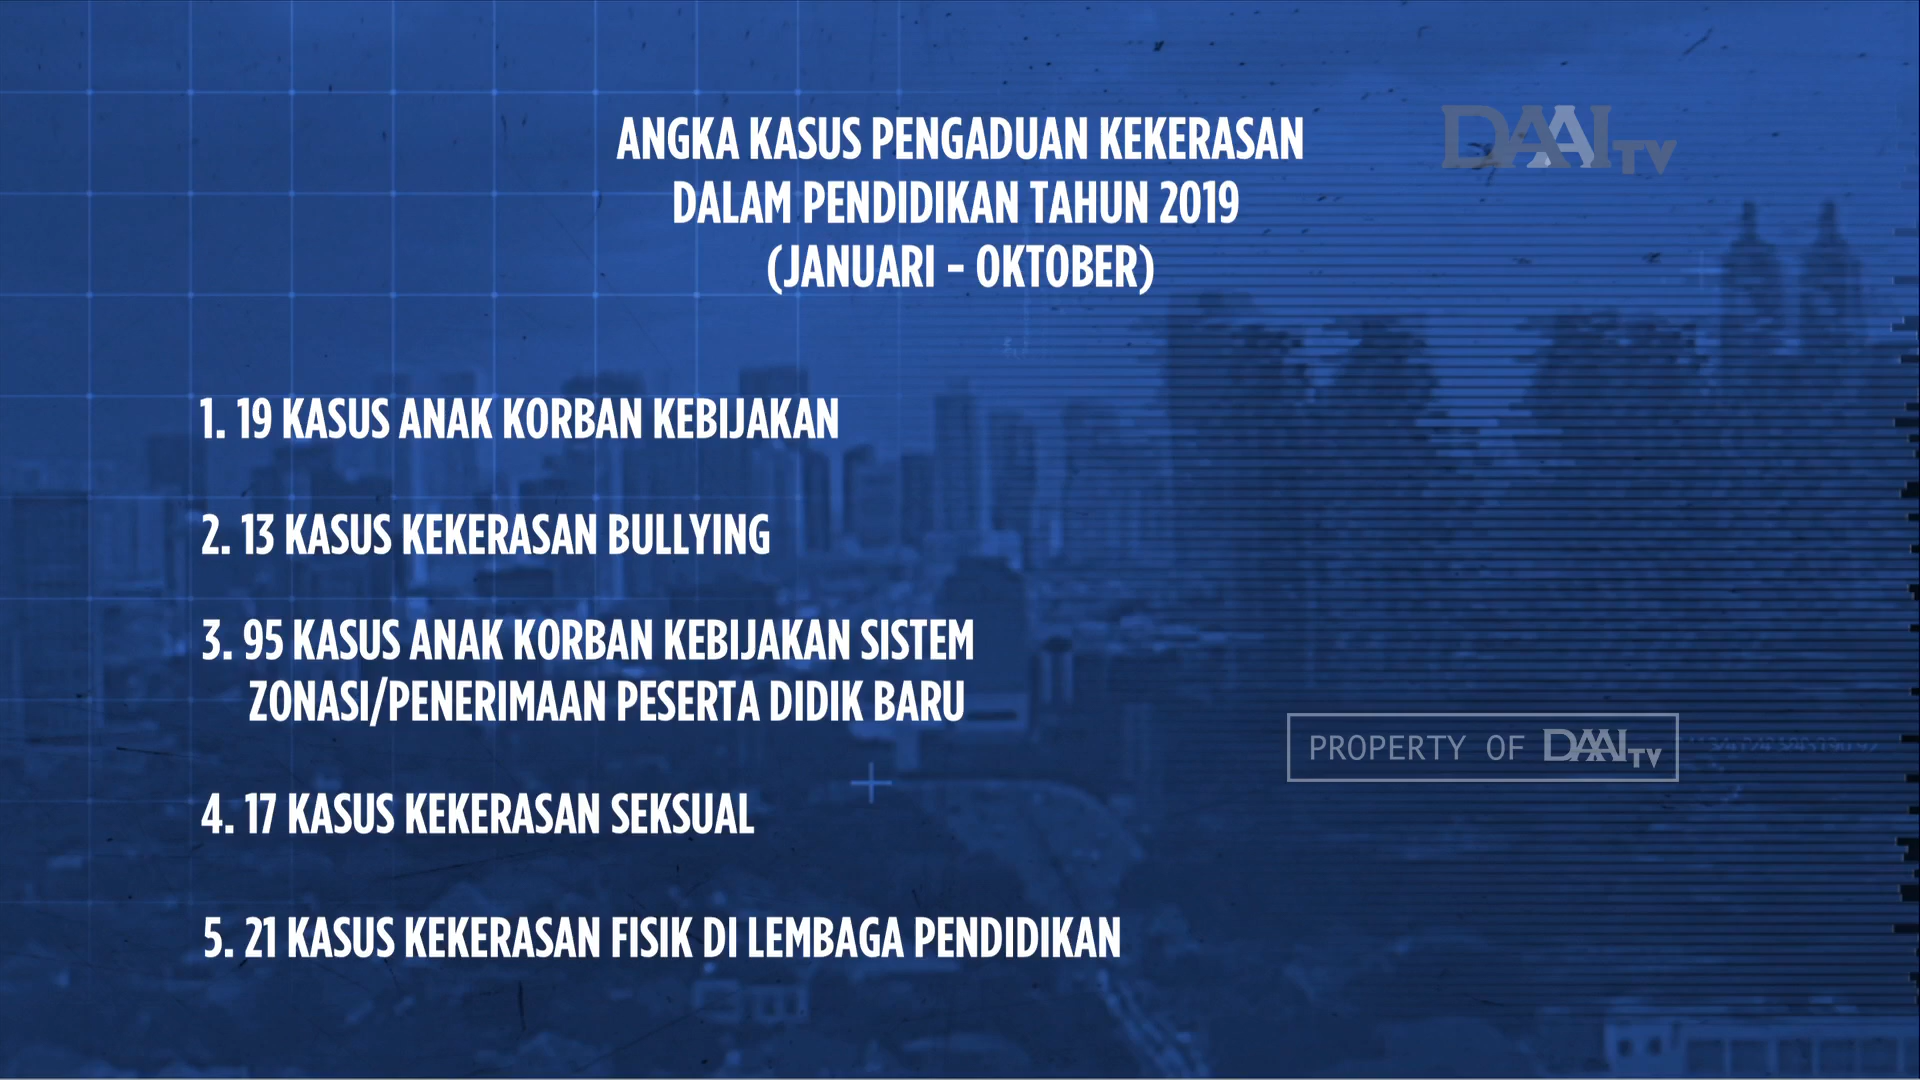 ANGKA KASUS PENGADUAN KEKERASAN
DALAM PENDIDIKAN TAHUN 2019
(JANUARI - OKTOBER)
DAAI TV
1. 19 KASUS ANAK KORBAN KEBIJAKAN
2. 13 KASUS KEKERASAN BULLYING
3. 95 KASUS ANAK KORBAN KEBIJAKAN SISTEM
ZONASI/PENERIMAAN PESERTA DIDIK BARU
PROPERTY OF DAAI TV
4. 17 KASUS KEKERASAN SEKSUAL
5. 21 KASUS KEKERASAN FISIK DI LEMBAGA PENDIDIKAN